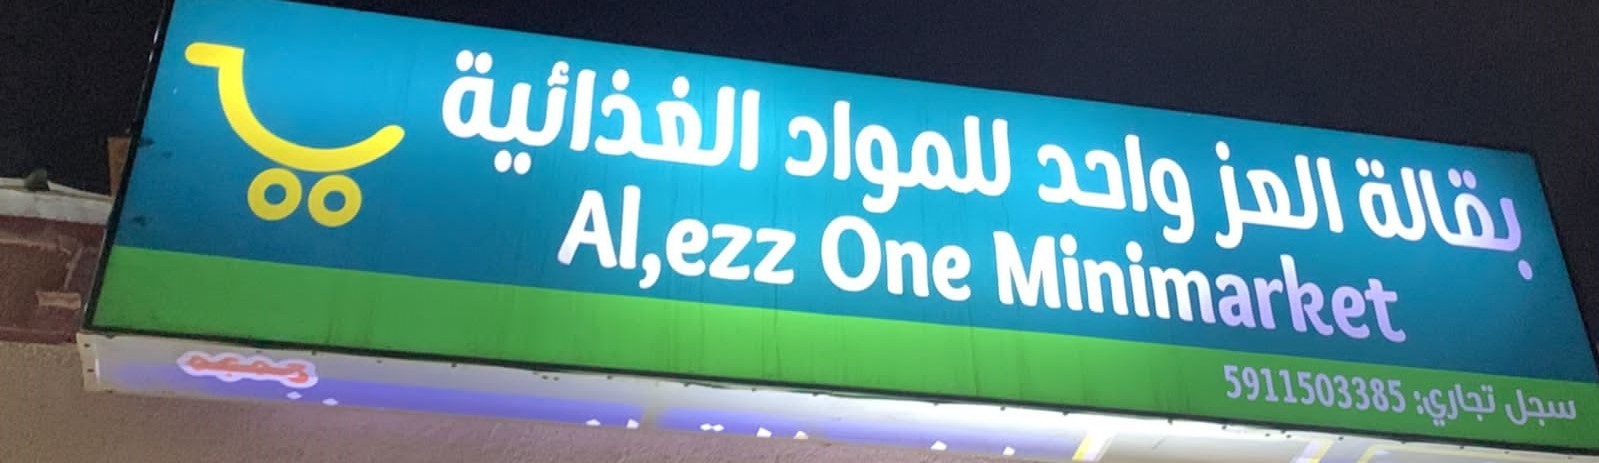 بقالة العز واحد للمواد الغذائية
Al,ezz One Minimarket
سجل تجاري: 5911503385